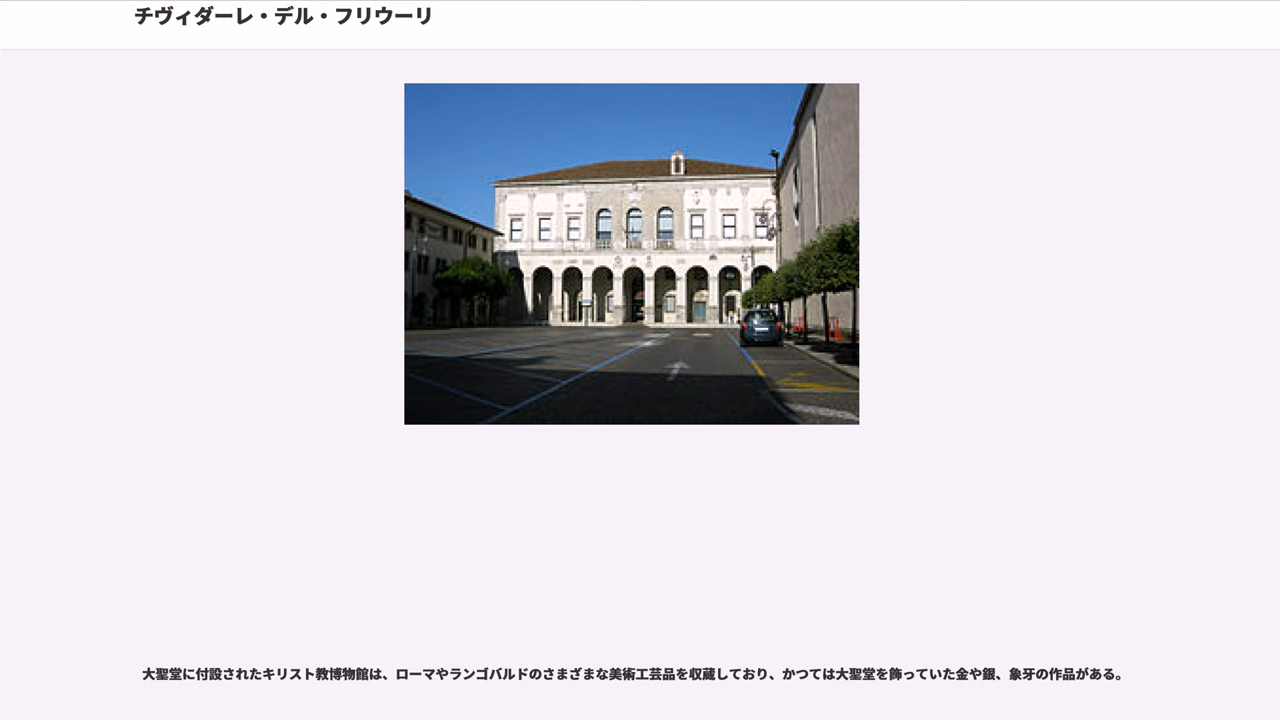 チヴィダーレ・デル・フリウーリ
大聖堂に付設されたキリスト教博物館は、ローマやランゴバルドのさまざまな美術工芸品を収蔵しており、かつては大聖堂を飾っていた金や銀、象牙の作品がある。